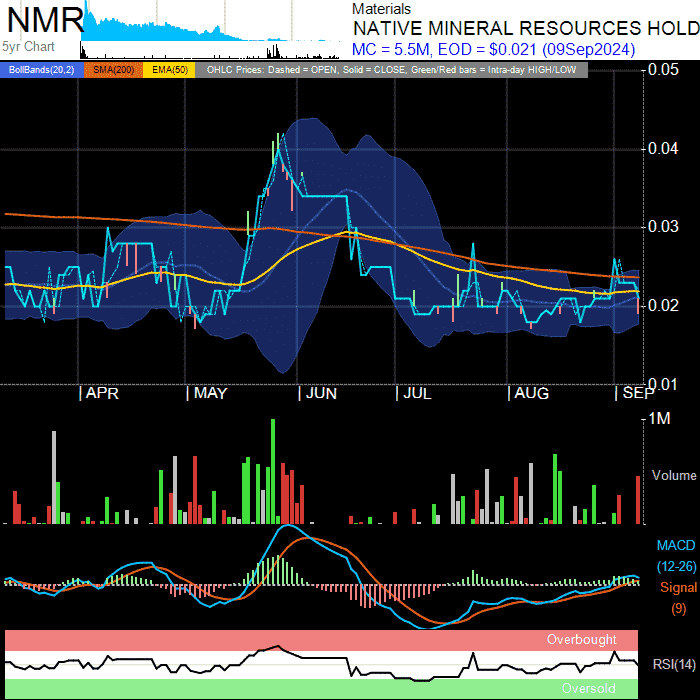 NMR
5yr Chart
Materials
NATIVE MINERAL RESOURCES HOLD
MC = 5.5M, EOD = $0.021 (09Sep2024)
BollBands(20,2) SMA(200) EMA(50) OHLC Prices: Dashed = OPEN, Solid = CLOSE, Green/Red bars = Intra-day HIGH/LOW
0.05
0.04
0.03
0.02
0.01
APR MAY JUN JUL AUG SEP
1M
Volume
MACD
(12-26)
Signal
(9)
Overbought
RSI(14)
Oversold